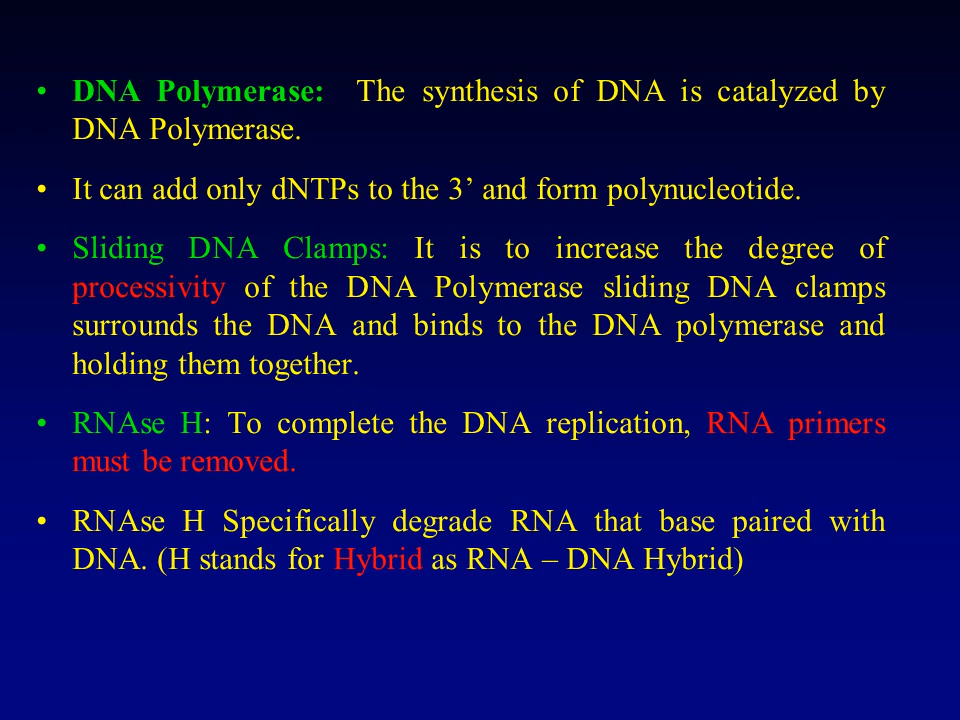 • DNA Polymerase: The synthesis of DNA is catalyzed by
DNA Polymerase.
• It can add only dNTPs to the 3’ and form polynucleotide.
• Sliding DNA Clamps: It is to increase the degree of
processivity of the DNA Polymerase sliding DNA clamps
surrounds the DNA and binds to the DNA polymerase and
holding them together.
• RNAse H: To complete the DNA replication, RNA primers
must be removed.
• RNAse H Specifically degrade RNA that base paired with
DNA. (H stands for Hybrid as RNA – DNA Hybrid)